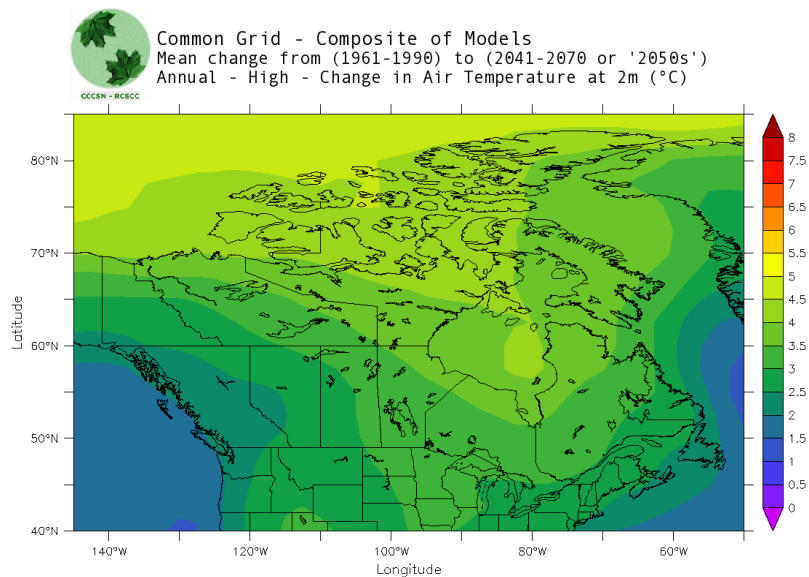 Common Grid - Composite of Models
Mean change from (1961-1990) to (2041-2070 or '2050s')
Annual - High - Change in Air Temperature at 2m (°C)
CCCSN - RCSCC
80°N
70°N
60°N
50°N
40°N
Latitude
140°W 120°W 100°W 80°W 60°W
Longitude
8
7.5
7
6.5
6
5.5
5
4.5
4
3.5
3
2.5
2
1.5
1
0.5
0